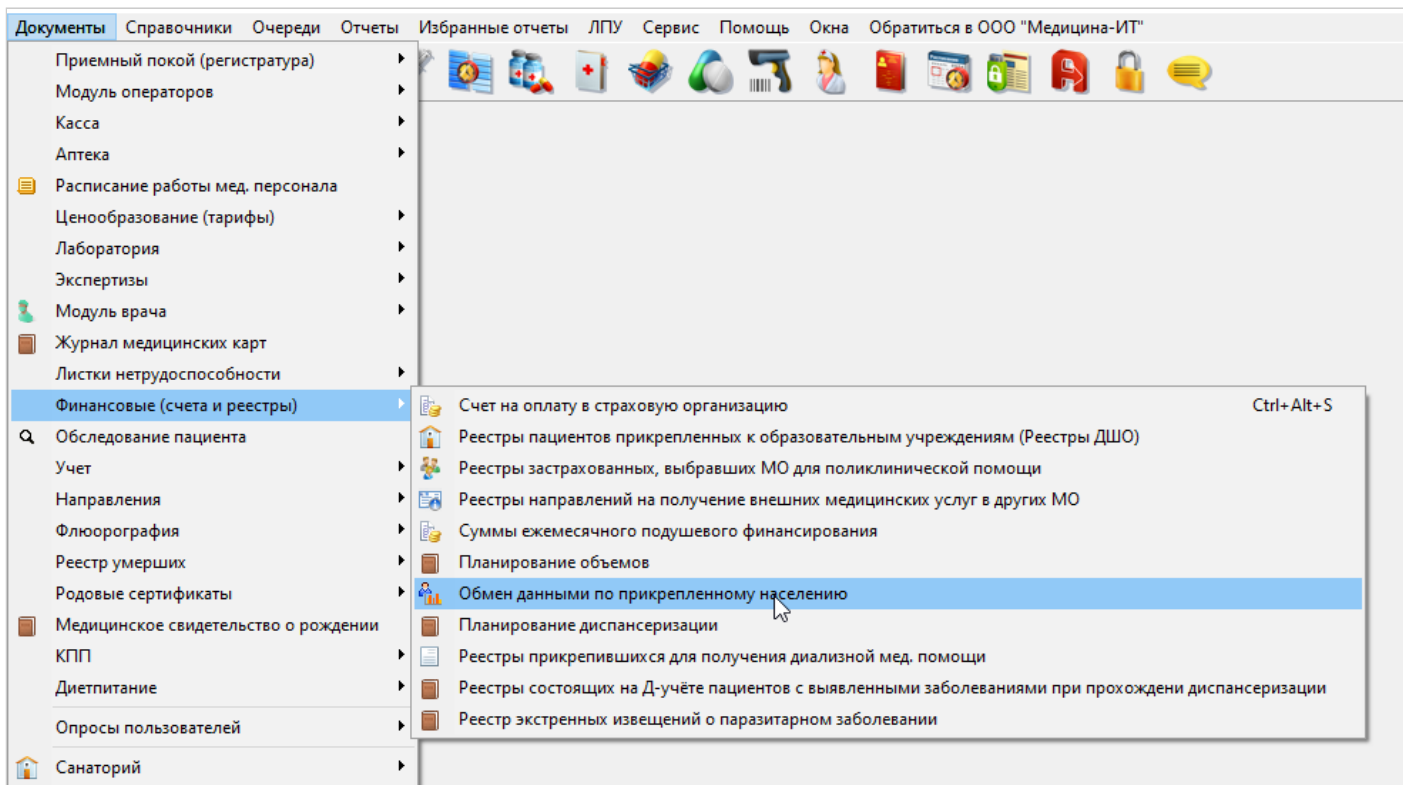 Документы Справочники Очереди Отчеты Избранные отчеты ЛПУ Сервис Помощь Окна Обратиться в ООО "Медицина-ИТ"
Приемный покой (регистратура)
Модуль операторов
Касса
Аптека
Расписание работы мед. персонала
Ценообразование (тарифы)
Лаборатория
Экспертизы
Модуль врача
Журнал медицинских карт
Листки нетрудоспособности
Финансовые (счета и реестры)
Обследование пациента
Учет
Направления
Флюорография
Реестр умерших
Родовые сертификаты
Медицинское свидетельство о рождении
КПП
Диетпитание
Опросы пользователей
Санаторий
Счет на оплату в страховую организацию Ctrl+Alt+S
Реестры пациентов прикрепленных к образовательным учреждениям (Реестры ДШО)
Реестры застрахованных, выбравших МО для поликлинической помощи
Реестры направлений на получение внешних медицинских услуг в других МО
Суммы ежемесячного подушевого финансирования
Планирование объемов
Обмен данными по прикрепленному населению
Планирование диспансеризации
Реестры прикрепившихся для получения диализной мед. помощи
Реестры состоящих на Д-учёте пациентов с выявленными заболеваниями при прохождени диспансеризации
Реестр экстренных извещений о паразитарном заболевании